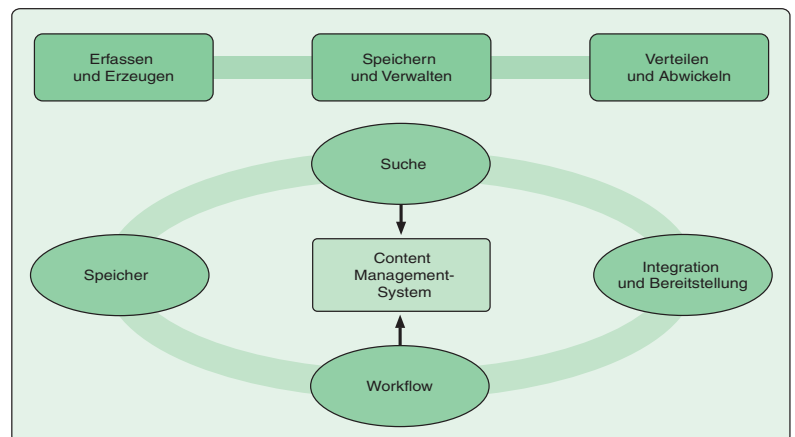 Erfassen
und Erzeugen
Speichern
und Verwalten
Verteilen
und Abwickeln
Suche
Speicher
Content
Management-
System
Integration
und Bereitstellung
Workflow